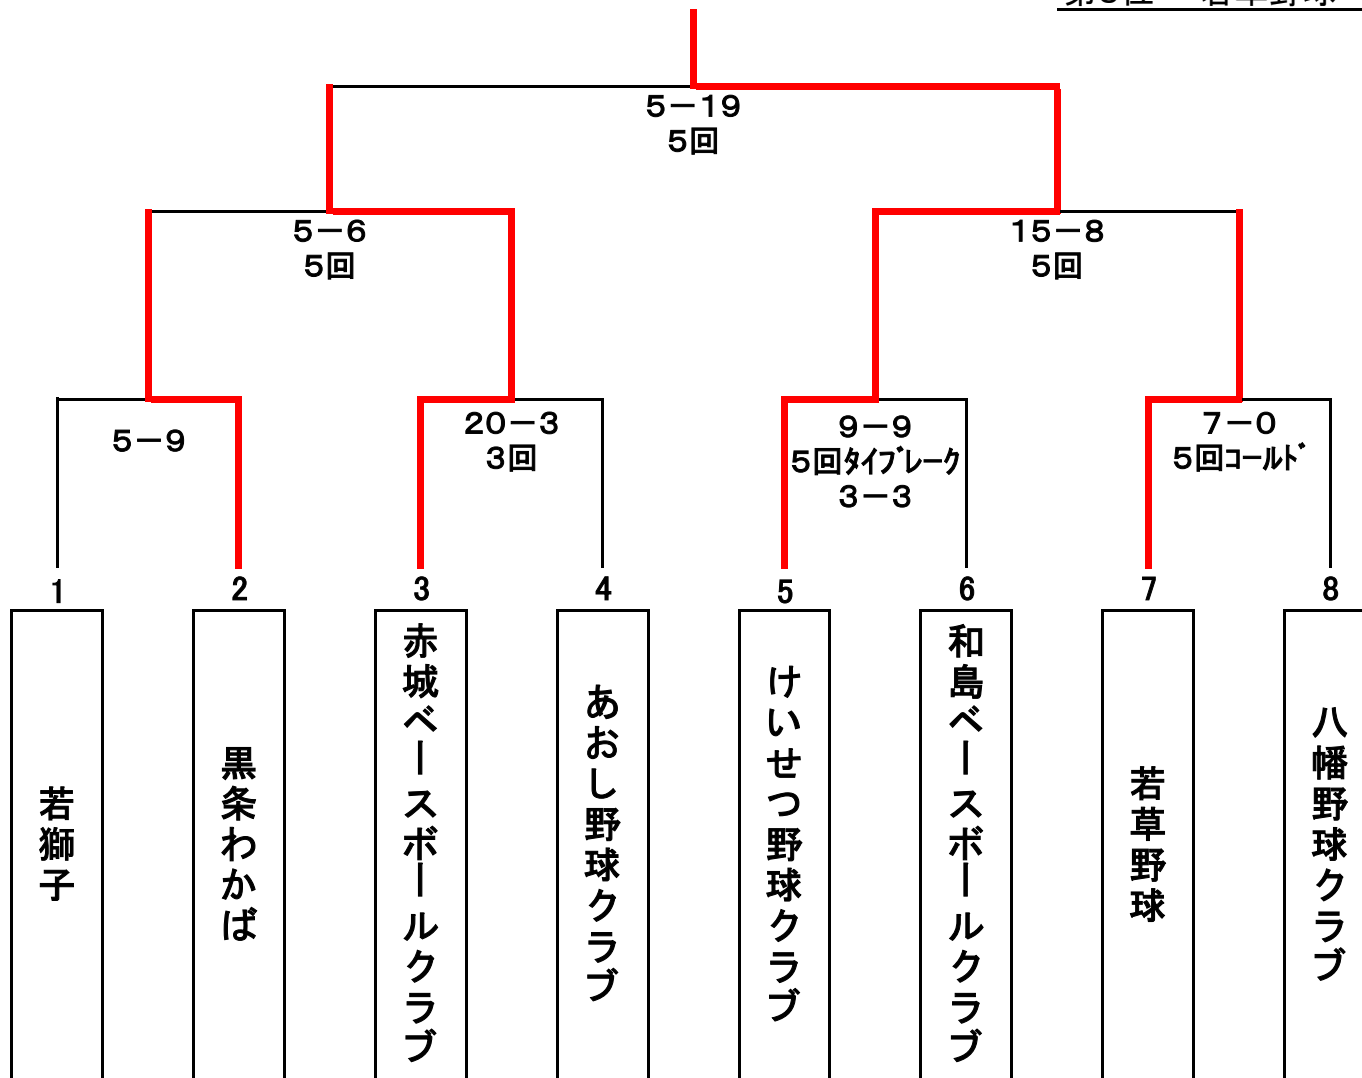 若草野球
5－19
5回
5－6
5回
15－8
5回
5－9
20－3
3回
9－9
5回ﾀｲﾌﾞﾚｰｸ
3－3
7－0
5回ｺｰﾙﾄﾞ
1
2
3
4
5
6
7
8
若獅子
黒条わかば
赤城ベースボールクラブ
あおし野球クラブ
けいせつ野球クラブ
和島ベースボールクラブ
若草野球
八幡野球クラブ